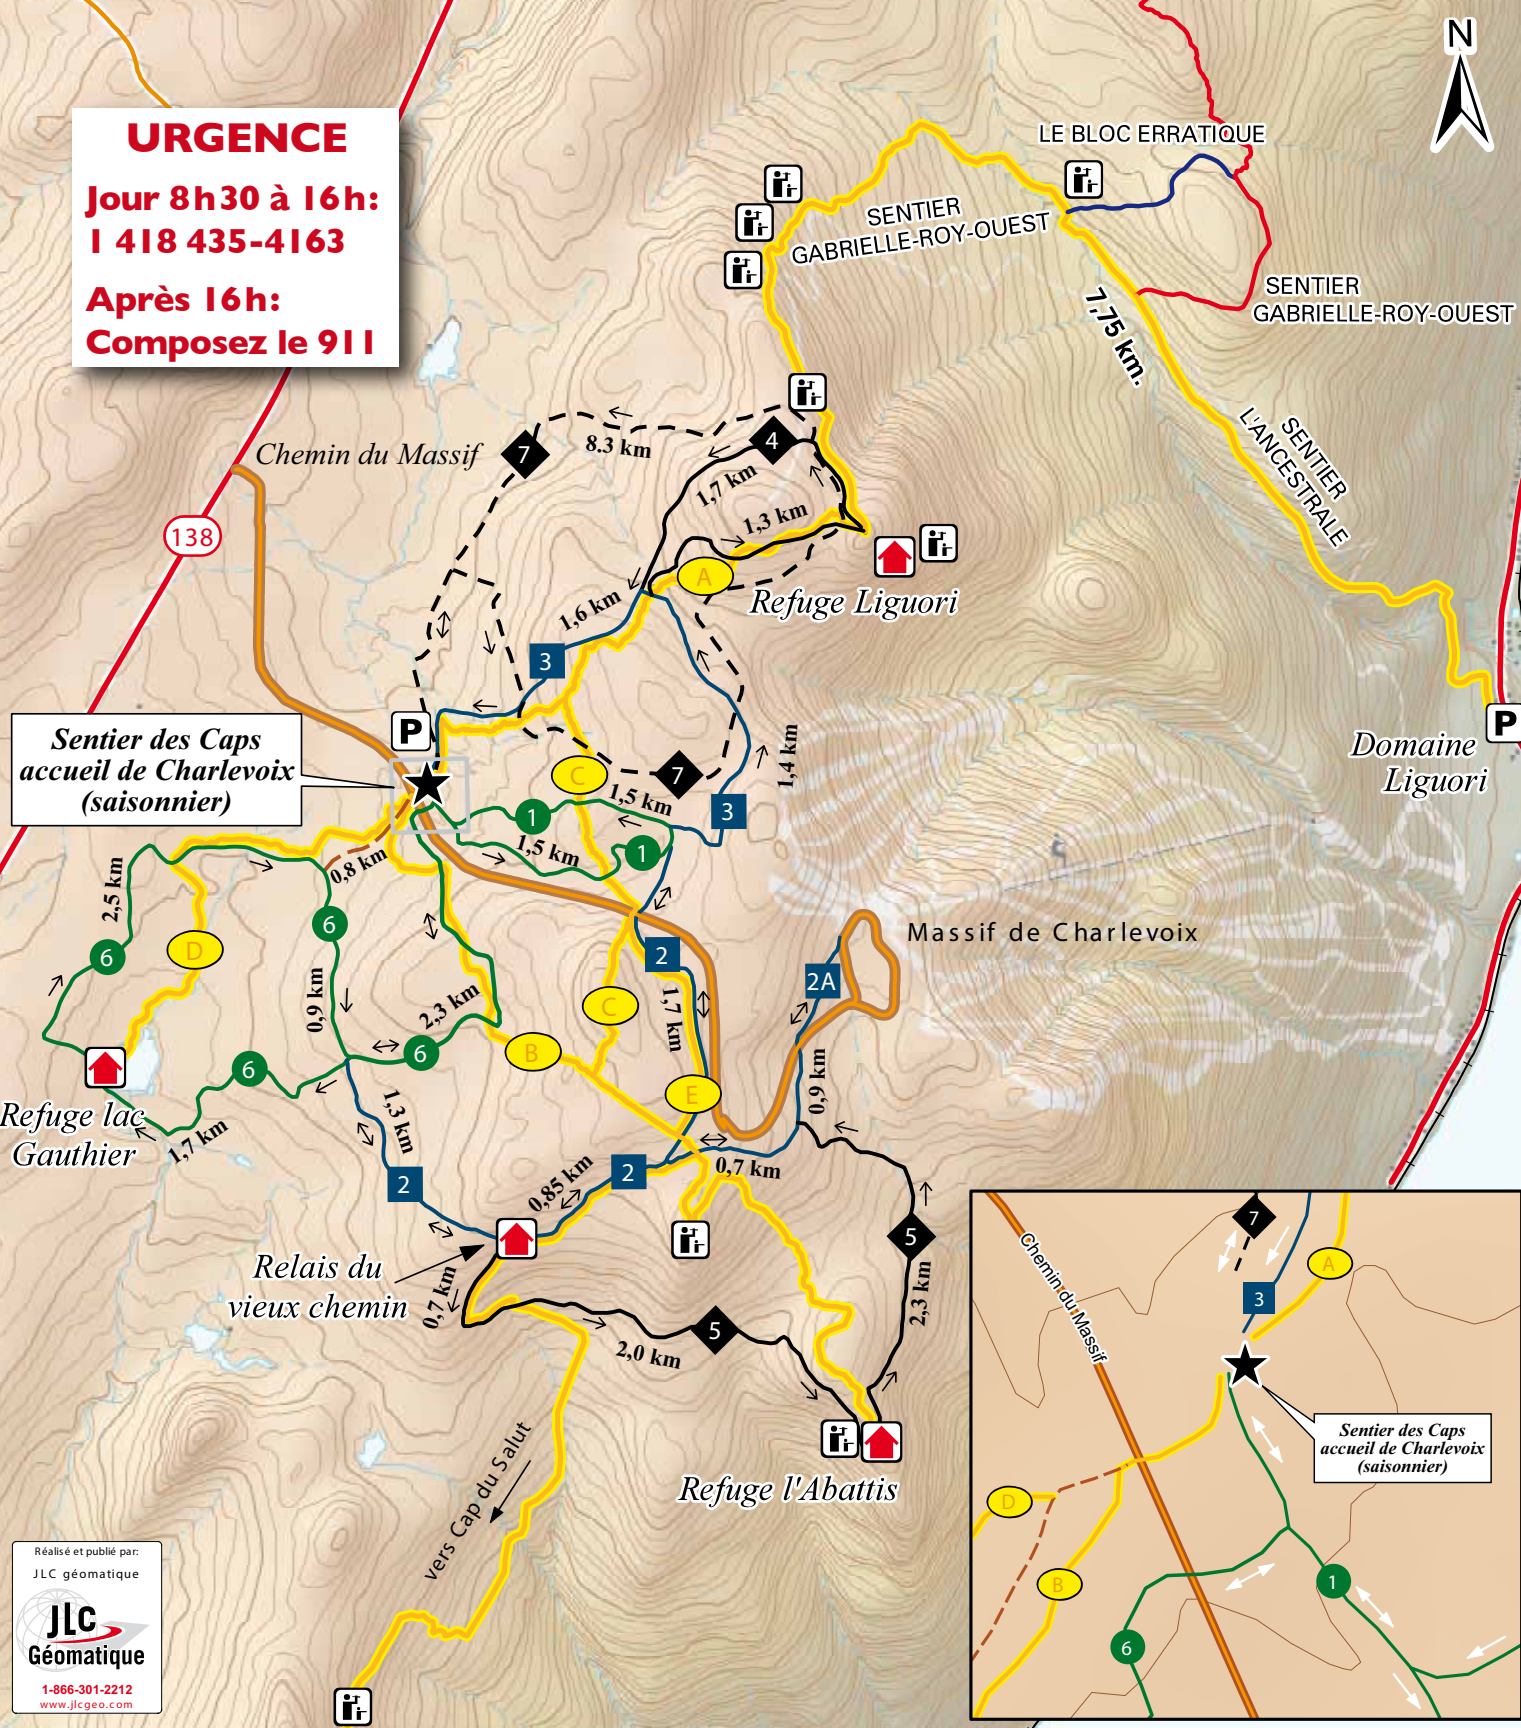 N
URGENCE
Jour 8h30 à 16h:
1 418 435-4163
Après 16h:
Composez le 911
LE BLOC ERRATIQUE
SENTIER
GABRIELLE-ROY-OUEST
SENTIER
GABRIELLE-ROY-OUEST
7,75 km.
SENTIER
L'ANCESTRALE
Chemin du Massif
7
8.3 km
4
1,7 km
1,3 km
138
A
Refuge Liguori
1,6 km
3
P
Sentier des Caps
accueil de Charlevoix
(saisonnier)
C
7
1,4 km
3
1,5 km
1
1,5 km
1
P
Domaine
Liguori
0,8 km
2,5 km
6
6
D
Massif de Charlevoix
2
2A
0,9 km
2,3 km
C
1,7 km
6
6
B
E
0,9 km
Refuge lac
Gauthier
1,7 km
1,3 km
2
0,85 km
2
0,7 km
5
2,3 km
Relais du
vieux chemin
0,7 km
2,0 km
5
Refuge l'Abattis
vers Cap du Salut
Réalisé et publié par:
JLC géomatique
JLC
Géomatique
1-866-301-2212
www.jlcgeo.com
7
A
3
Chemin du Massif
Sentier des Caps
accueil de Charlevoix
(saisonnier)
D
B
1
6